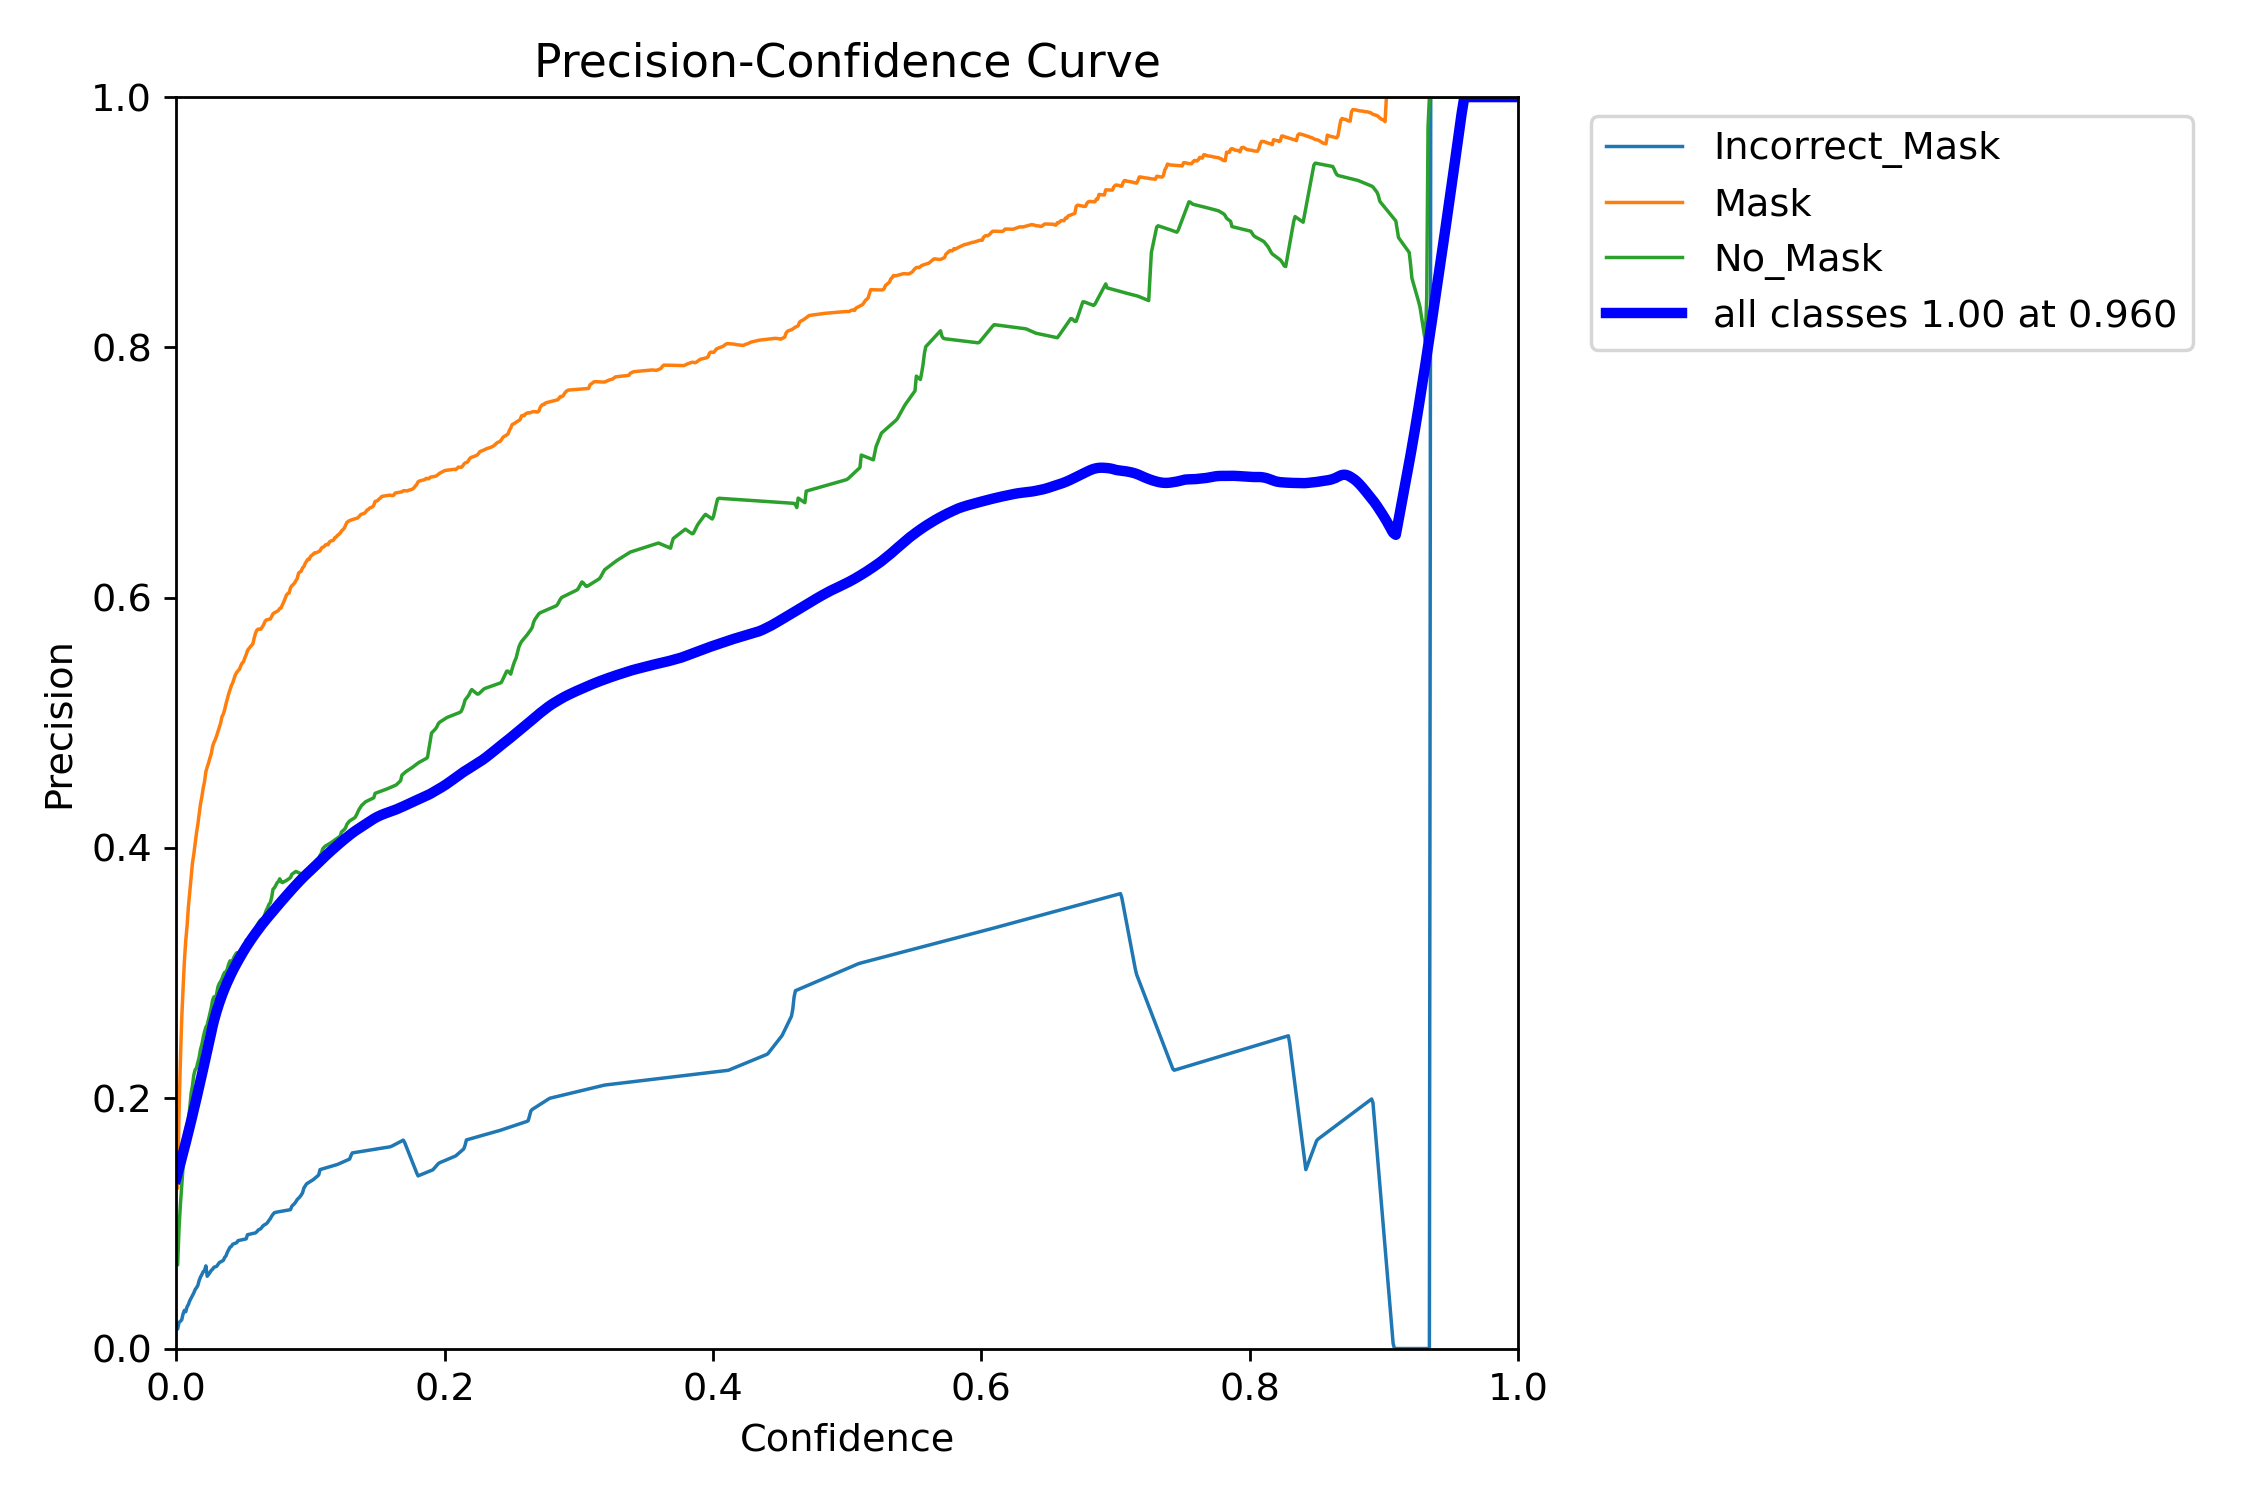 Precision-Confidence Curve
1.0
0.8
0.6
0.4
0.2
0.0
Precision
0.0 0.2 0.4 0.6 0.8 1.0
Confidence
Incorrect_Mask
Mask
No_Mask
all classes 1.00 at 0.960